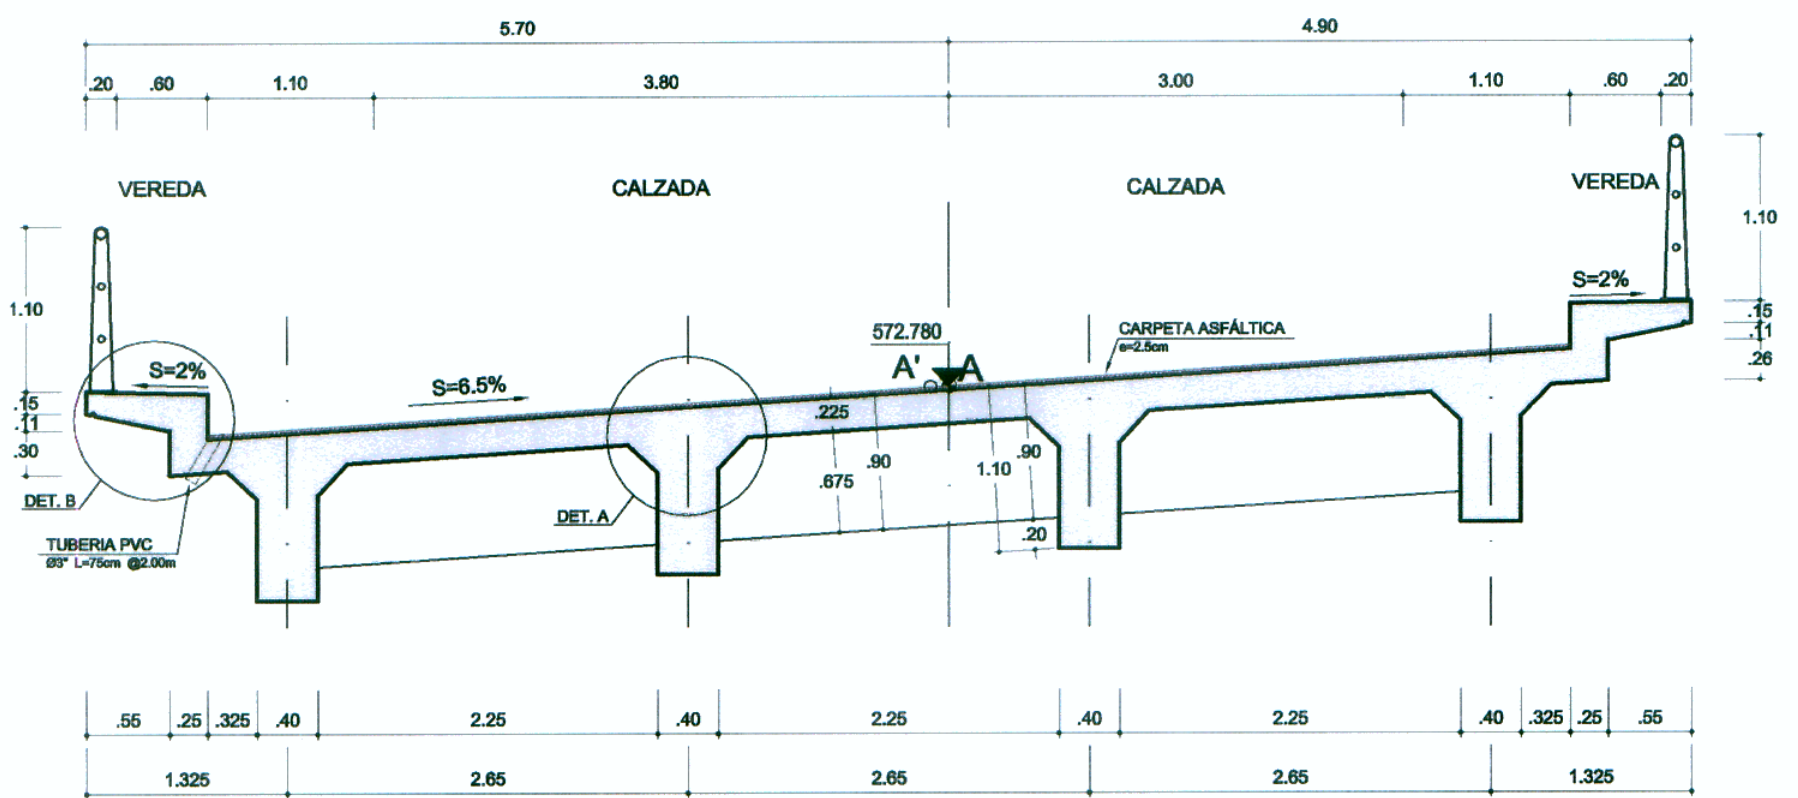 5.70 4.90
.20 .60 1.10 3.80 3.00 1.10 .60 .20
VEREDA CALZADA CALZADA VEREDA
1.10
1.10
S=2%
.15
.11
.26
572.780
CARPETA ASFÁLTICA
e=2.5cm
A' A
S=2%
S=6.5%
.15
.11
.30
.225
.90
.675
.90
1.10
.20
DET. B
DET. A
TUBERIA PVC
Ø3" L=75cm @2.00m
.55 .25 .325 .40 2.25 .40 2.25 .40 2.25 .40 .325 .25 .55
1.325 2.65 2.65 2.65 1.325